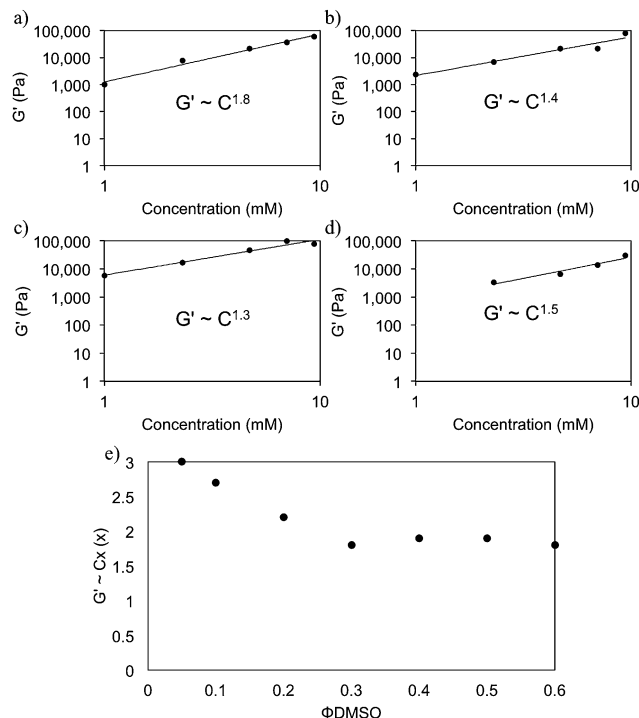 a)
100,000
10,000
1,000
100
10
1
G' (Pa)
G' ~ C1.8
1
10
Concentration (mM)
b)
100,000
10,000
1,000
100
10
1
G' (Pa)
G' ~ C1.4
1
10
Concentration (mM)
c)
100,000
10,000
1,000
100
10
1
G' (Pa)
G' ~ C1.3
1
10
Concentration (mM)
d)
100,000
10,000
1,000
100
10
1
G' (Pa)
G' ~ C1.5
1
10
Concentration (mM)
e)
3
2.5
2
1.5
1
0.5
0
G' ~ Cx (x)
0
0.1
0.2
0.3
0.4
0.5
0.6
ΦDMSO